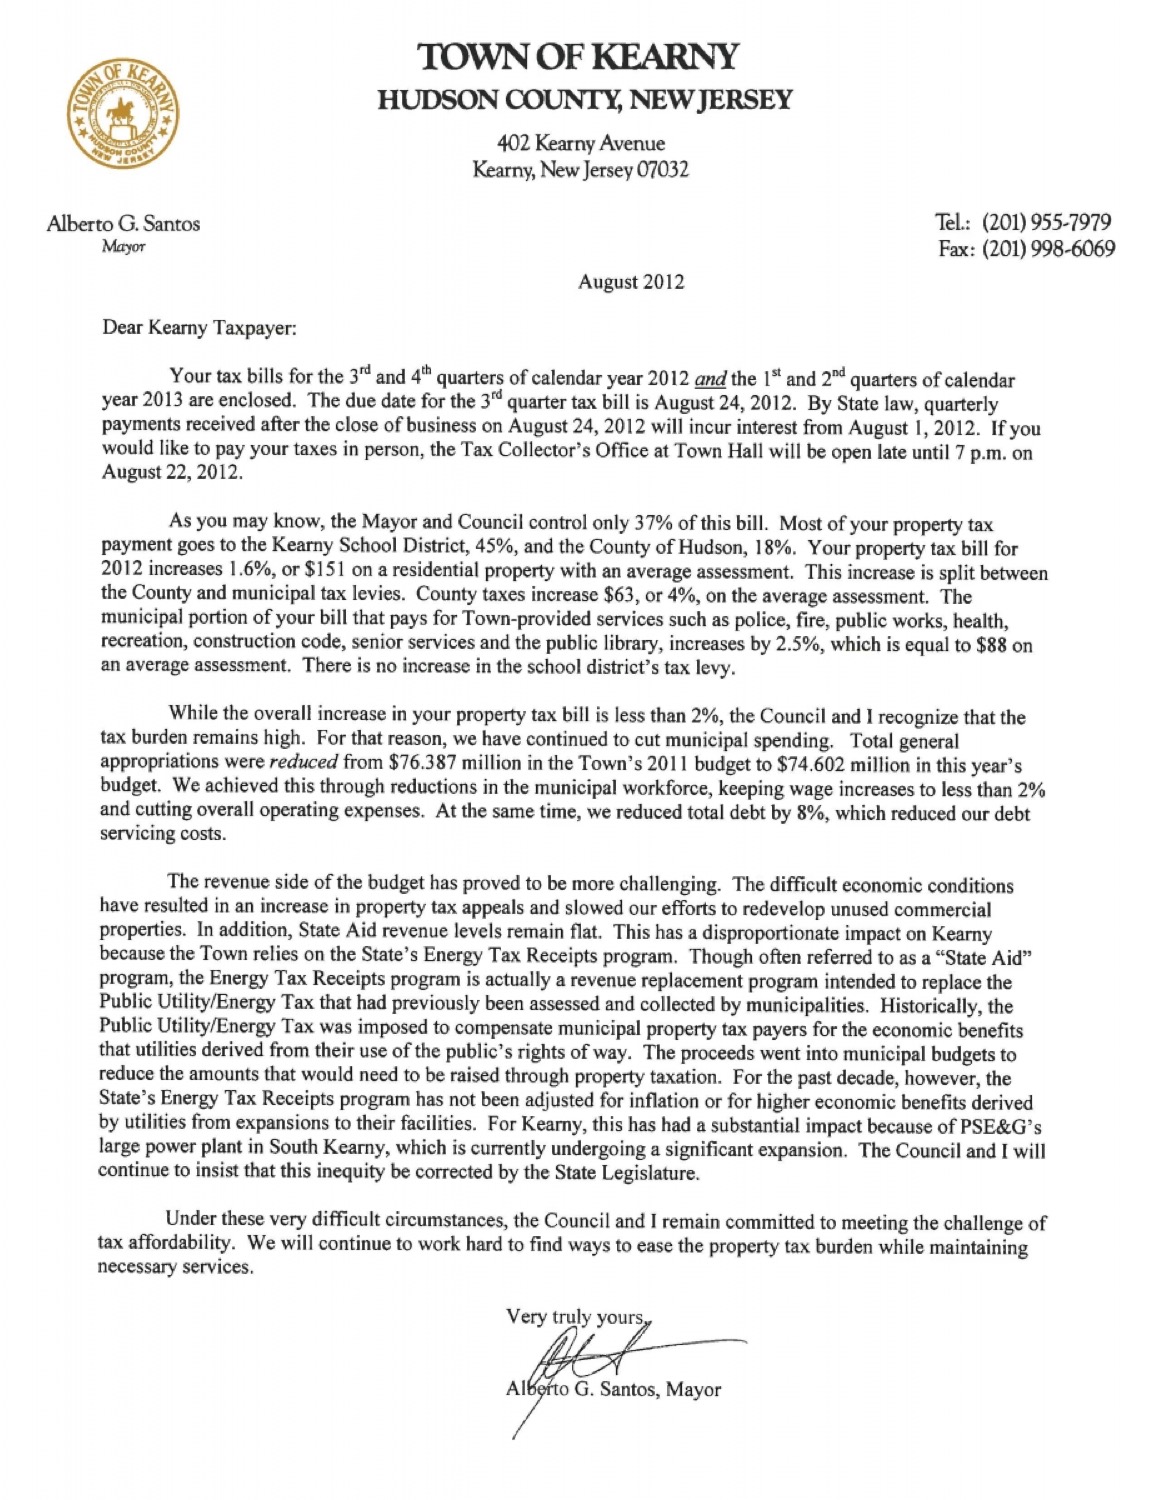 TOWN OF KEARNY
HUDSON COUNTY, NEW JERSEY
402 Kearny Avenue
Kearny, New Jersey 07032
TOWN OF KEARNY
HUDSON COUNTY
NEW JERSEY
Alberto G. Santos
Mayor
Tel.: (201) 955-7979
Fax: (201) 998-6069
August 2012
Dear Kearny Taxpayer:
Your tax bills for the 3rd and 4th quarters of calendar year 2012 and the 1st and 2nd quarters of calendar
year 2013 are enclosed. The due date for the 3rd quarter tax bill is August 24, 2012. By State law, quarterly
payments received after the close of business on August 24, 2012 will incur interest from August 1, 2012. If you
would like to pay your taxes in person, the Tax Collector's Office at Town Hall will be open late until 7 p.m. on
August 22, 2012.
As you may know, the Mayor and Council control only 37% of this bill. Most of your property tax
payment goes to the Kearny School District, 45%, and the County of Hudson, 18%. Your property tax bill for
2012 increases 1.6%, or $151 on a residential property with an average assessment. This increase is split between
the County and municipal tax levies. County taxes increase $63, or 4%, on the average assessment. The
municipal portion of your bill that pays for Town-provided services such as police, fire, public works, health,
recreation, construction code, senior services and the public library, increases by 2.5%, which is equal to $88 on
an average assessment. There is no increase in the school district's tax levy.
While the overall increase in your property tax bill is less than 2%, the Council and I recognize that the
tax burden remains high. For that reason, we have continued to cut municipal spending. Total general
appropriations were reduced from $76.387 million in the Town's 2011 budget to $74.602 million in this year's
budget. We achieved this through reductions in the municipal workforce, keeping wage increases to less than 2%
and cutting overall operating expenses. At the same time, we reduced total debt by 8%, which reduced our debt
servicing costs.
The revenue side of the budget has proved to be more challenging. The difficult economic conditions
have resulted in an increase in property tax appeals and slowed our efforts to redevelop unused commercial
properties. In addition, State Aid revenue levels remain flat. This has a disproportionate impact on Kearny
because the Town relies on the State's Energy Tax Receipts program. Though often referred to as a “State Aid”
program, the Energy Tax Receipts program is actually a revenue replacement program intended to replace the
Public Utility/Energy Tax that had previously been assessed and collected by municipalities. Historically, the
Public Utility/Energy Tax was imposed to compensate municipal property tax payers for the economic benefits
that utilities derived from their use of the public's rights of way. The proceeds went into municipal budgets to
reduce the amounts that would need to be raised through property taxation. For the past decade, however, the
State's Energy Tax Receipts program has not been adjusted for inflation or for higher economic benefits derived
by utilities from expansions to their facilities. For Kearny, this has had a substantial impact because of PSE&G's
large power plant in South Kearny, which is currently undergoing a significant expansion. The Council and I will
continue to insist that this inequity be corrected by the State Legislature.
Under these very difficult circumstances, the Council and I remain committed to meeting the challenge of
tax affordability. We will continue to work hard to find ways to ease the property tax burden while maintaining
necessary services.
Very truly yours,
Alberto G. Santos, Mayor